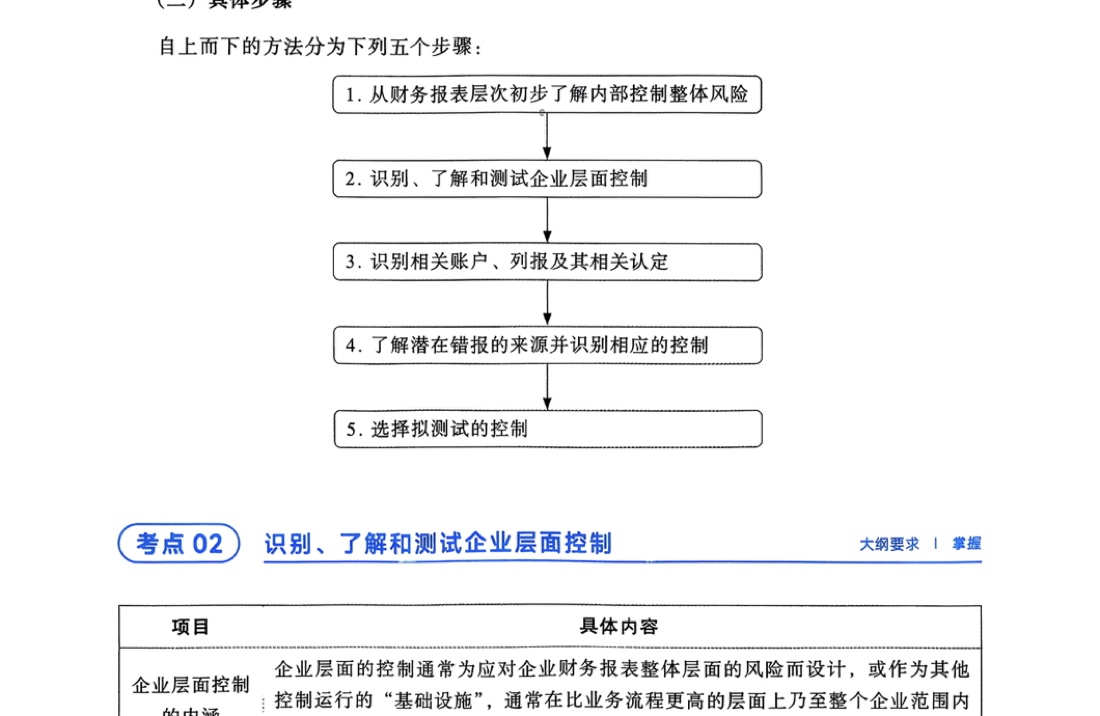 （二）具体步骤
自上而下的方法分为下列五个步骤：
1. 从财务报表层次初步了解内部控制整体风险
2. 识别、了解和测试企业层面控制
3. 识别相关账户、列报及其相关认定
4. 了解潜在错报的来源并识别相应的控制
5. 选择拟测试的控制
考点 02 识别、了解和测试企业层面控制 大纲要求 | 掌握
项目 具体内容
企业层面的控制通常为应对企业财务报表整体层面的风险而设计，或作为其他
企业层面控制
控制运行的“基础设施”，通常在比业务流程更高的层面上乃至整个企业范围内
的内涵